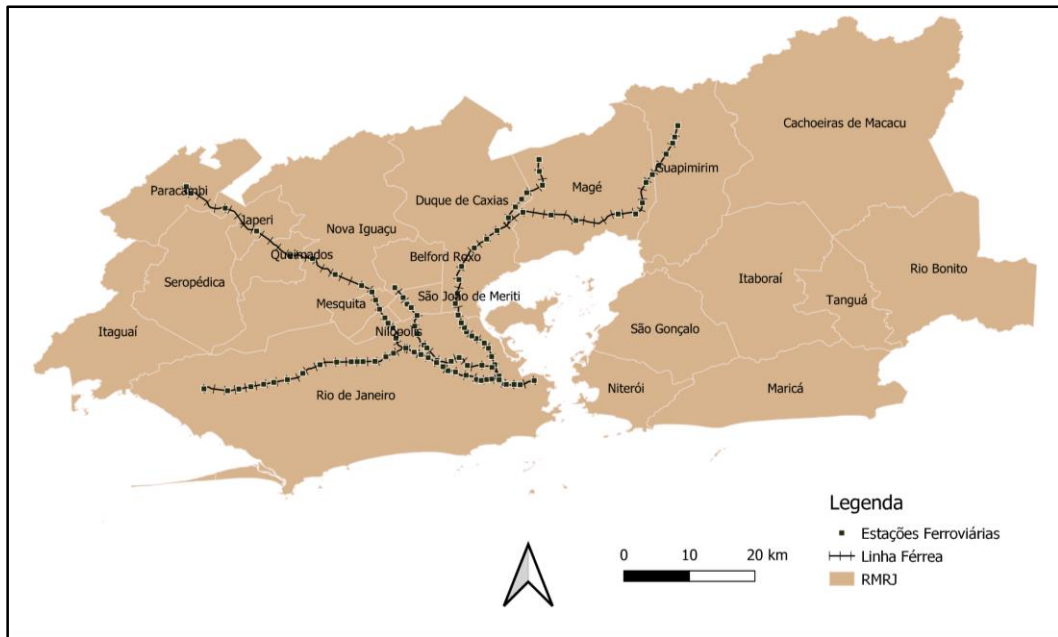 Cachoeiras de Macacu
Guapimirim
Magé
Paracambi
Duque de Caxias
Japeri
Nova Iguaçu
Queimados
Belford Roxo
Rio Bonito
Seropédica
Itaboraí
São João de Meriti
Mesquita
Tanguá
Itaguaí
Nilópolis
São Gonçalo
Rio de Janeiro
Niterói
Maricá
Legenda
Estações Ferroviárias
Linha Férrea
RMRJ
0 10 20 km